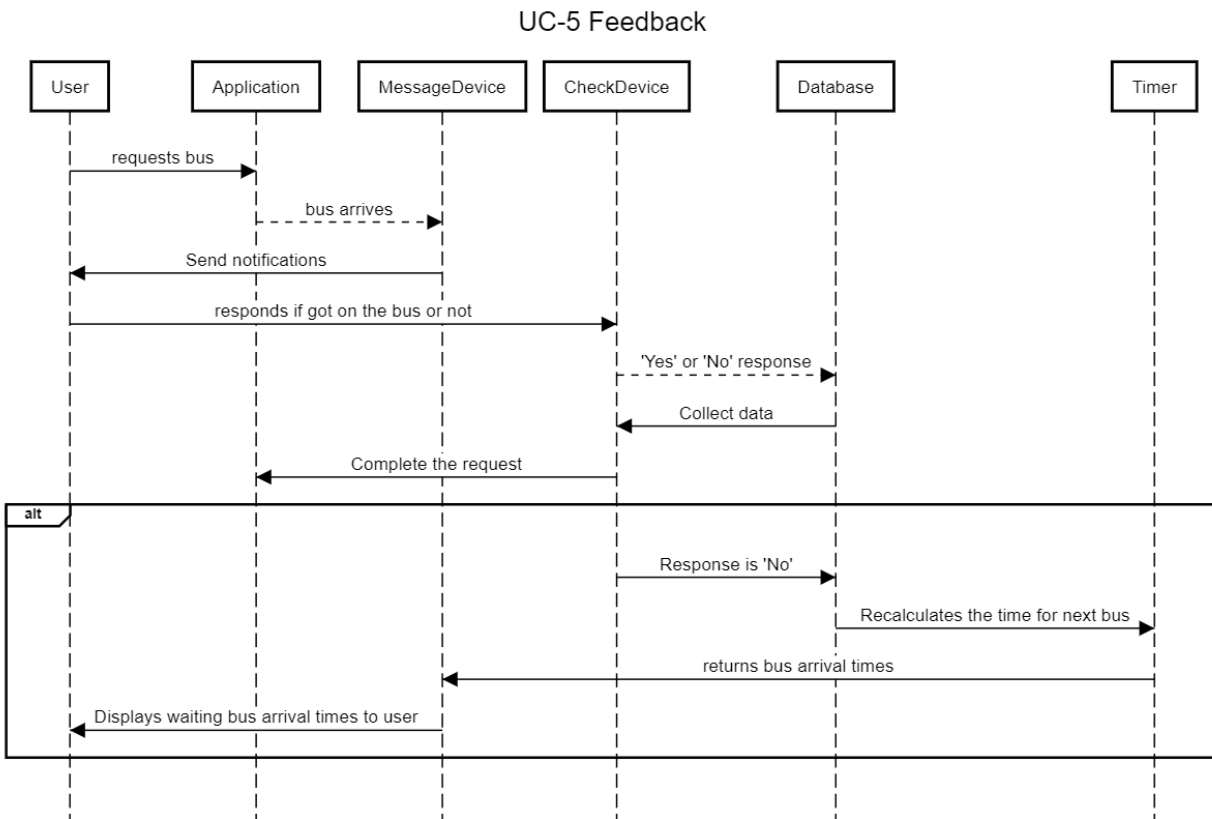 UC-5 Feedback
User
Application
MessageDevice
CheckDevice
Database
Timer
requests bus
bus arrives
Send notifications
responds if got on the bus or not
'Yes' or 'No' response
Collect data
Complete the request
alt
Response is 'No'
Recalculates the time for next bus
returns bus arrival times
Displays waiting bus arrival times to user